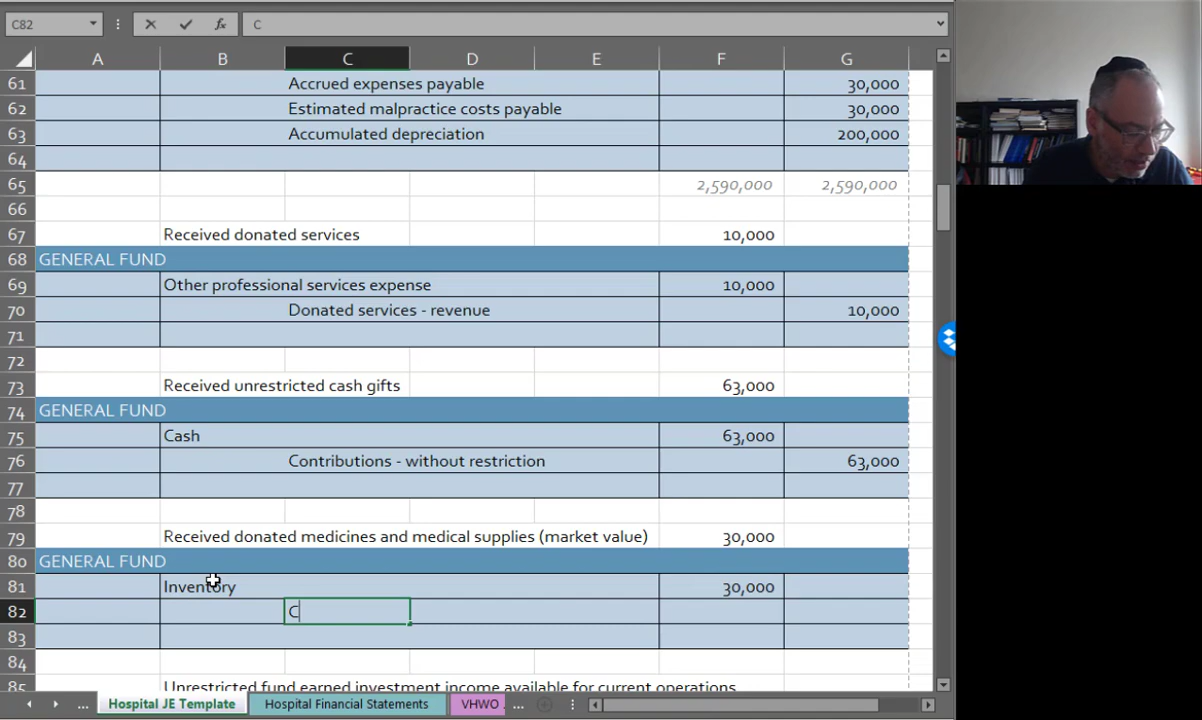 C82 fx C
A B C D E F G
61 Accrued expenses payable 30,000
62 Estimated malpractice costs payable 30,000
63 Accumulated depreciation 200,000
64
65 2,590,000 2,590,000
66
67 Received donated services 10,000
68 GENERAL FUND
69 Other professional services expense 10,000
70 Donated services - revenue 10,000
71
72
73 Received unrestricted cash gifts 63,000
74 GENERAL FUND
75 Cash 63,000
76 Contributions - without restriction 63,000
77
78
79 Received donated medicines and medical supplies (market value) 30,000
80 GENERAL FUND
81 Inventory 30,000
82 C
83
84
85 Unrestricted fund earned investment income available for current operations
... Hospital JE Template Hospital Financial Statements VHWO ...